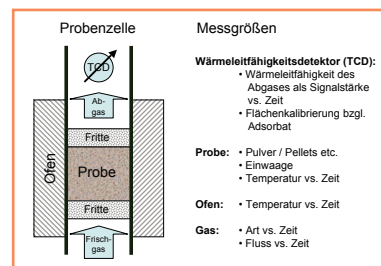 Probenzelle
TCD
Ab-
gas
Fritte
Ofen
Probe
Fritte
Frisch-
gas
Messgrößen
Wärmeleitfähigkeitsdetektor (TCD):
• Wärmeleitfähigkeit des
Abgases als Signalstärke
vs. Zeit
• Flächenkalibrierung bzgl.
Adsorbat
Probe: • Pulver / Pellets etc.
• Einwaage
• Temperatur vs. Zeit
Ofen: • Temperatur vs. Zeit
Gas: • Art vs. Zeit
• Fluss vs. Zeit